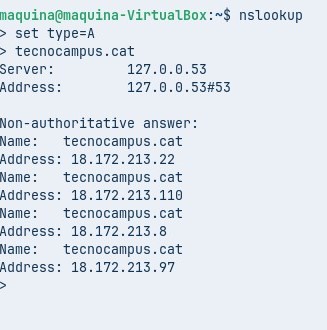 maquina@maquina-VirtualBox:~$ nslookup
> set type=A
> tecnocampus.cat
Server:         127.0.0.53
Address:        127.0.0.53#53

Non-authoritative answer:
Name:   tecnocampus.cat
Address: 18.172.213.22
Name:   tecnocampus.cat
Address: 18.172.213.110
Name:   tecnocampus.cat
Address: 18.172.213.8
Name:   tecnocampus.cat
Address: 18.172.213.97
>